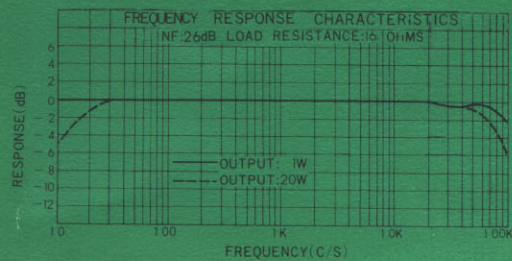 FREQUENCY RESPONSE CHARACTERISTICS
NF:26dB LOAD RESISTANCE:16 OHMS
RESPONSE(dB)
6
4
2
0
-2
-4
-6
-8
-10
-12
OUTPUT: 1W
OUTPUT:20W
10 100 1K 10K 100K
FREQUENCY(C/S)